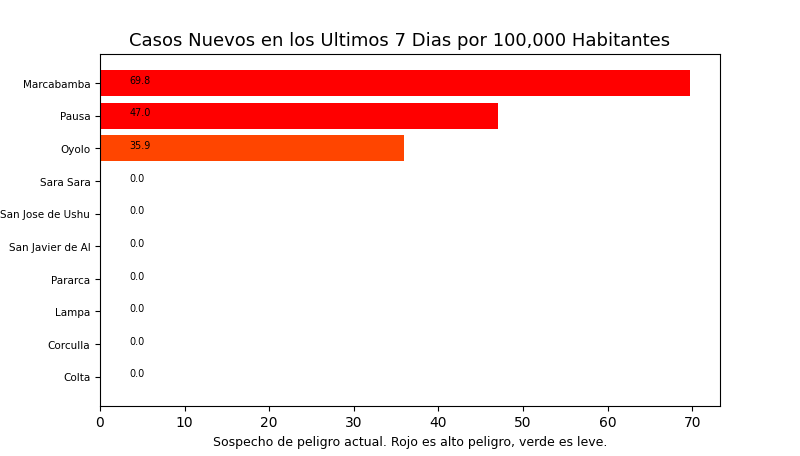 Casos Nuevos en los Ultimos 7 Dias por 100,000 Habitantes
Marcabamba 69.8
Pausa 47.0
Oyolo 35.9
Sara Sara 0.0
San Jose de Ushu 0.0
San Javier de Al 0.0
Pararca 0.0
Lampa 0.0
Corculla 0.0
Colta 0.0
0 10 20 30 40 50 60 70
Sospecho de peligro actual. Rojo es alto peligro, verde es leve.